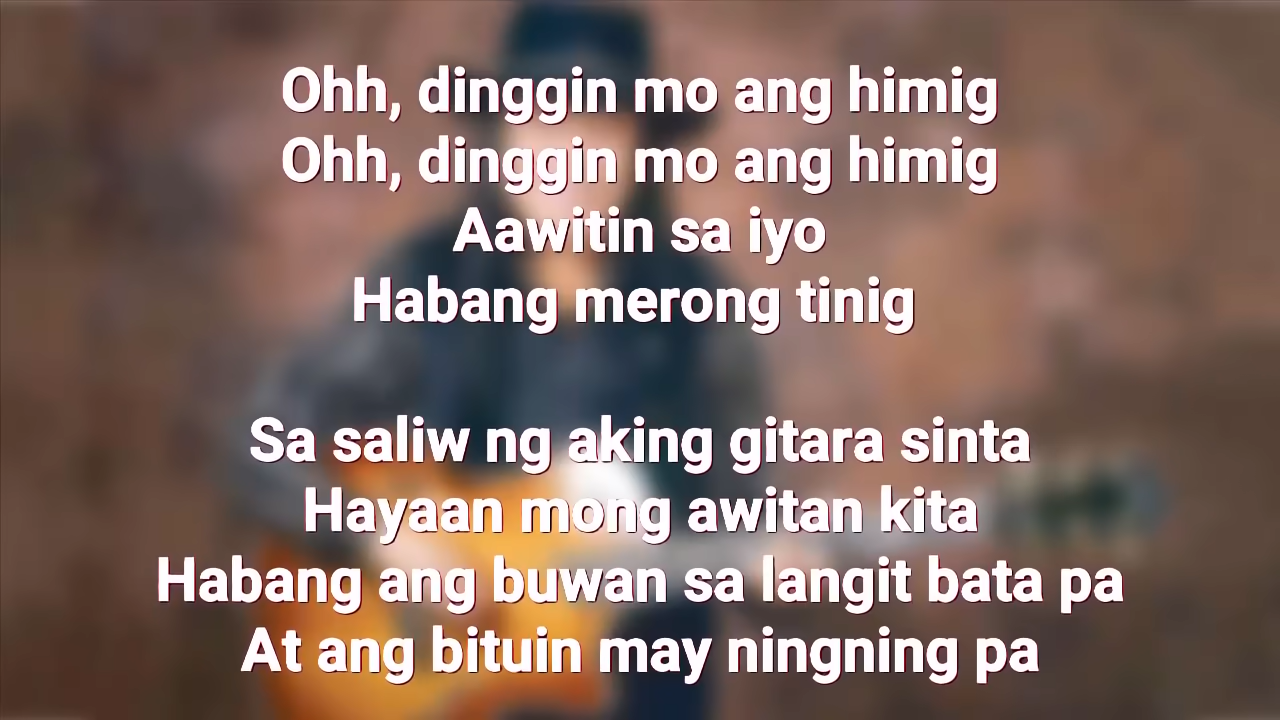 Ohh, dinggin mo ang himig
Ohh, dinggin mo ang himig
Aawitin sa iyo
Habang merong tinig
Sa saliw ng aking gitara sinta
Hayaan mong awitan kita
Habang ang buwan sa langit bata pa
At ang bituin may ningning pa